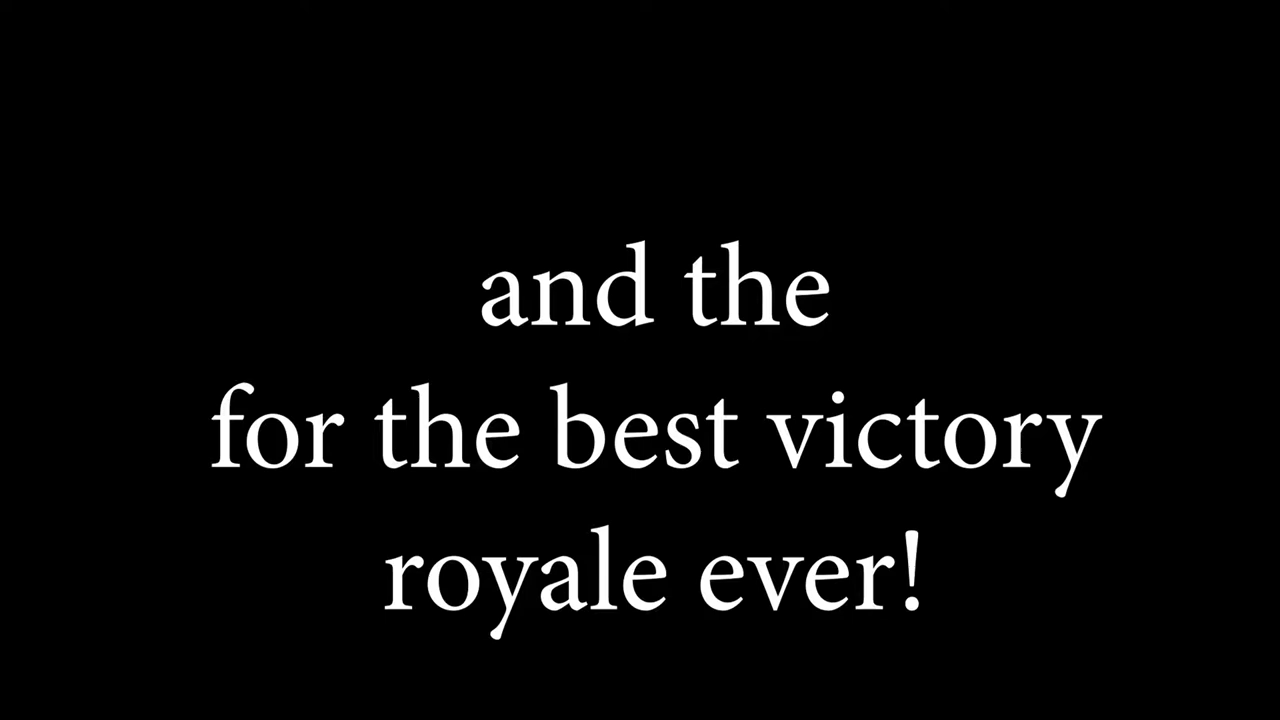 and the
for the best victory
royale ever!